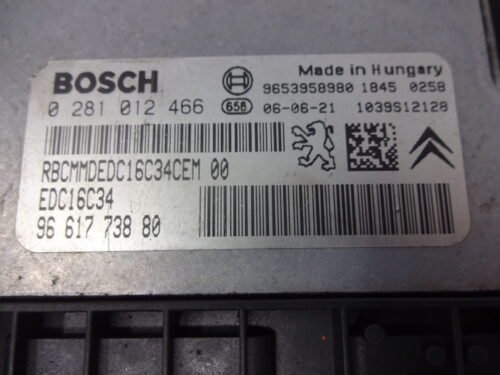 BOSCH
Made in Hungary
9653958980 1845 0258
0 281 012 466 658 06-06-21 1039S12128
RBCMMDEDC16C34CEM 00
EDC16C34
96 617 738 80